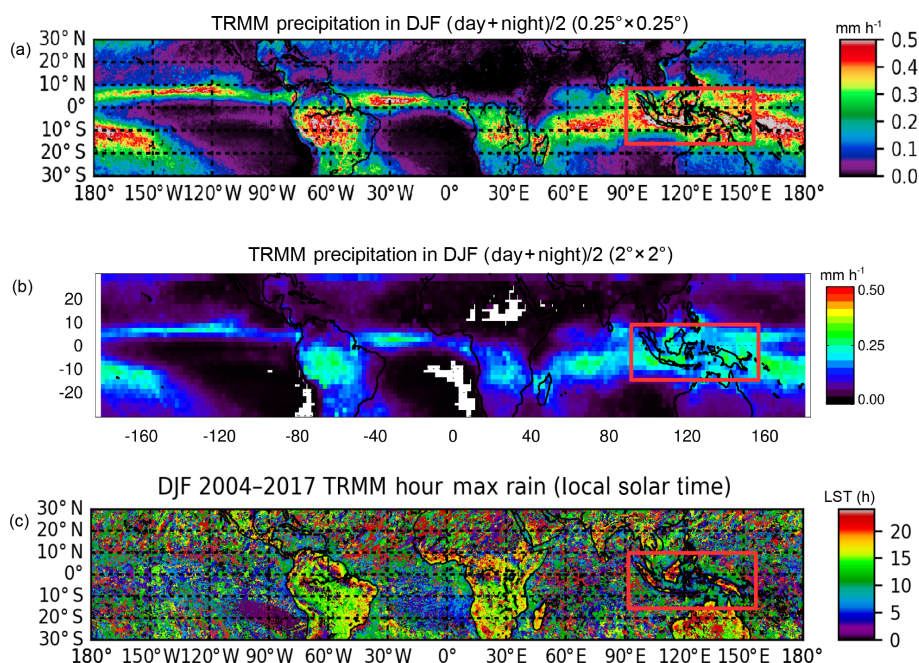 TRMM precipitation in DJF (day+night)/2 (0.25°×0.25°)
(a)
mm h-1
30° N
20° N
10° N
0°
10° S
20° S
30° S
180° 150° W 120° W 90° W 60° W 30° W 0° 30° E 60° E 90° E 120° E 150° E 180°
0.5
0.4
0.3
0.2
0.1
0.0
TRMM precipitation in DJF (day+night)/2 (2°×2°)
(b)
mm h-1
20
10
0
-10
-20
-160 -120 -80 -40 0 40 80 120 160
0.50
0.25
-0.00
DJF 2004–2017 TRMM hour max rain (local solar time)
(c)
LST (h)
30° N
20° N
10° N
0°
10° S
20° S
30° S
180° 150° W 120° W 90° W 60° W 30° W 0° 30° E 60° E 90° E 120° E 150° E 180°
20
15
10
5
0